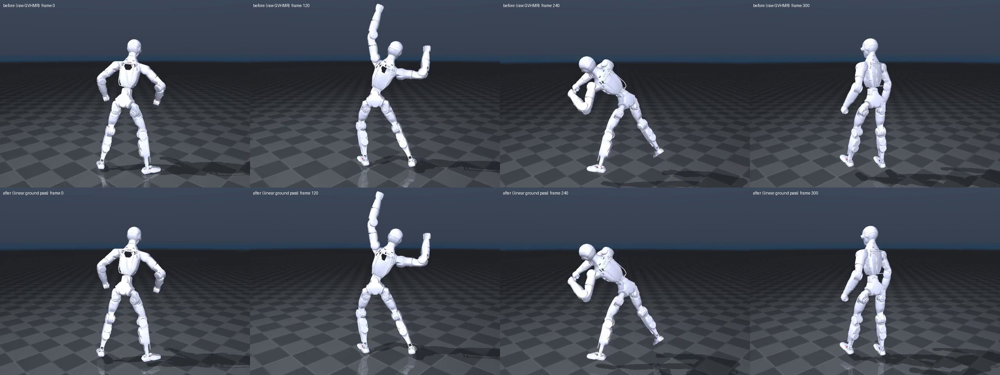 before (raw GVHMR) frame 0
before (raw GVHMR) frame 120
before (raw GVHMR) frame 240
before (raw GVHMR) frame 300
after (linear ground pass) frame 0
after (linear ground pass) frame 120
after (linear ground pass) frame 240
after (linear ground pass) frame 300